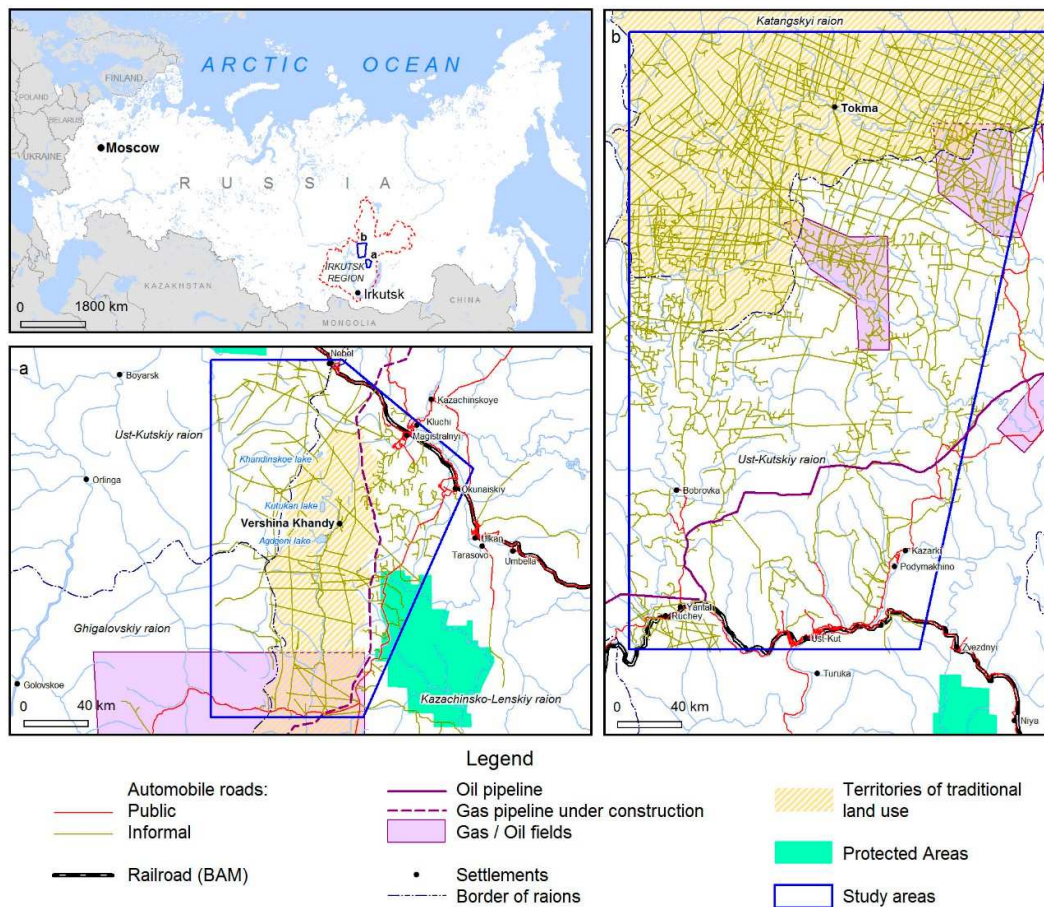 ARCTIC OCEAN
FINLAND
POLAND
BELARUS
UKRAINE
Moscow
RUSSIA
b
a
IRKUTSK
REGION
Irkutsk
KAZAKHSTAN
MONGOLIA
CHINA
0 1800 km
a
Nebel
Boyarsk
Kazachinskoye
Ust-Kutskiy raion
Kluchi
Magistralnyi
Khandinskoe lake
Orlinga
Okunaiskiy
Kutukan lake
Vershina Khandy
Agdgeni lake
Ulkan
Tarasovo
Umbella
Ghigalovskiy raion
Golovskoe
Kazachinsko-Lenskiy raion
0 40 km
b
Katangskyi raion
Tokma
Ust-Kutskiy raion
Bobrovka
Kazarki
Podymakhino
Yantal
Ruchey
Ust-Kut
Zvezdnyi
Turuka
Niya
0 40 km
Legend
Automobile roads:
Public
Informal
Railroad (BAM)
Oil pipeline
Gas pipeline under construction
Gas / Oil fields
Settlements
Border of raions
Territories of traditional
land use
Protected Areas
Study areas